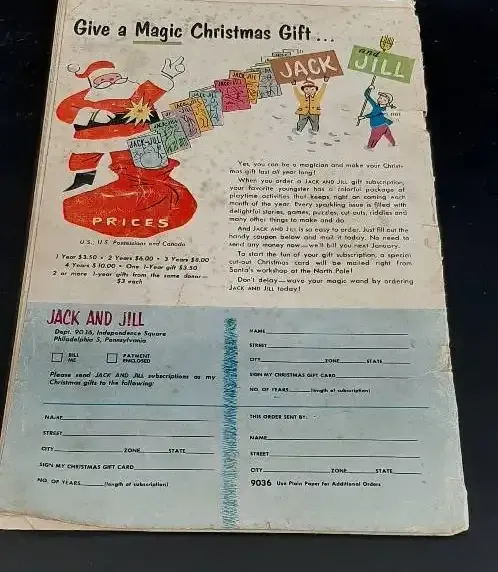 Give a Magic Christmas Gift ...
JACK
and
JILL
JACK AND JILL
PRICES
U.S., U.S. Possessions and Canada
1 Year $3.50 • 2 Years $6.00 • 3 Years $8.00
4 Years $10.00 • One 1-Year gift $3.50
2 or more 1-year gifts from the same donor—
$3 each
Yes, you can be a magician and make your Christ-
mas gift last all year long!
When you order a JACK AND JILL gift subscription,
your favorite youngster has a colorful package of
playtime activities that keeps right on coming each
month of the year. Every sparkling issue is filled with
delightful stories, games, puzzles, cut-outs, riddles and
many other things to make and do.
And JACK AND JILL is so easy to order. Just fill out the
handy coupon below and mail it today. No need to
send any money now—we'll bill you next January.
To start the fun of your gift subscription, a special
cut-out Christmas card will be mailed right from
Santa's workshop at the North Pole!
Don't delay—wave your magic wand by ordering
JACK AND JILL today!
JACK AND JILL
Dept. 9036, Independence Square
Philadelphia 5, Pennsylvania
BILL
ME
PAYMENT
ENCLOSED
Please send JACK AND JILL subscriptions as my
Christmas gifts to the following:
NAME
STREET
CITY ZONE STATE
SIGN MY CHRISTMAS GIFT CARD
NO. OF YEARS (length of subscription)
NAME
STREET
CITY ZONE STATE
SIGN MY CHRISTMAS GIFT CARD
NO. OF YEARS (length of subscription)
THIS ORDER SENT BY:
NAME
STREET
CITY ZONE STATE
9036 Use Plain Paper for Additional Orders